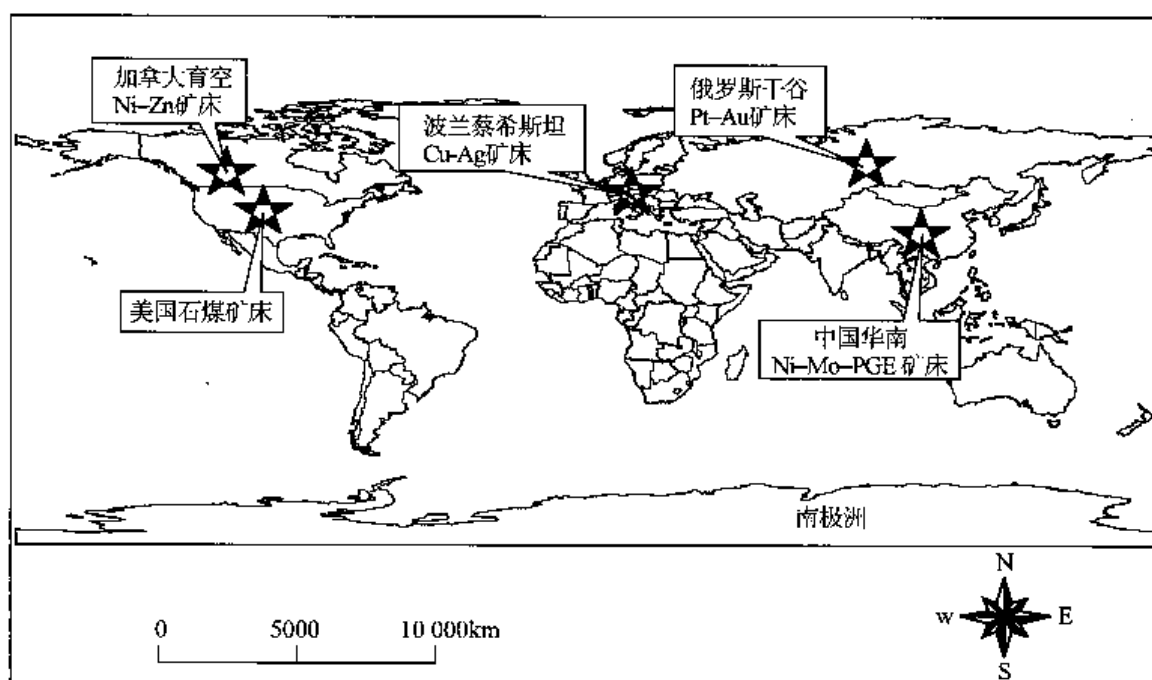 加拿大育空
Ni-Zn矿床
波兰蔡希斯坦
Cu-Ag矿床
俄罗斯干谷
Pt-Au矿床
美国石煤矿床
中国华南
Ni-Mo-PGE矿床
南极洲
0 5000 10 000km
N
W E
S